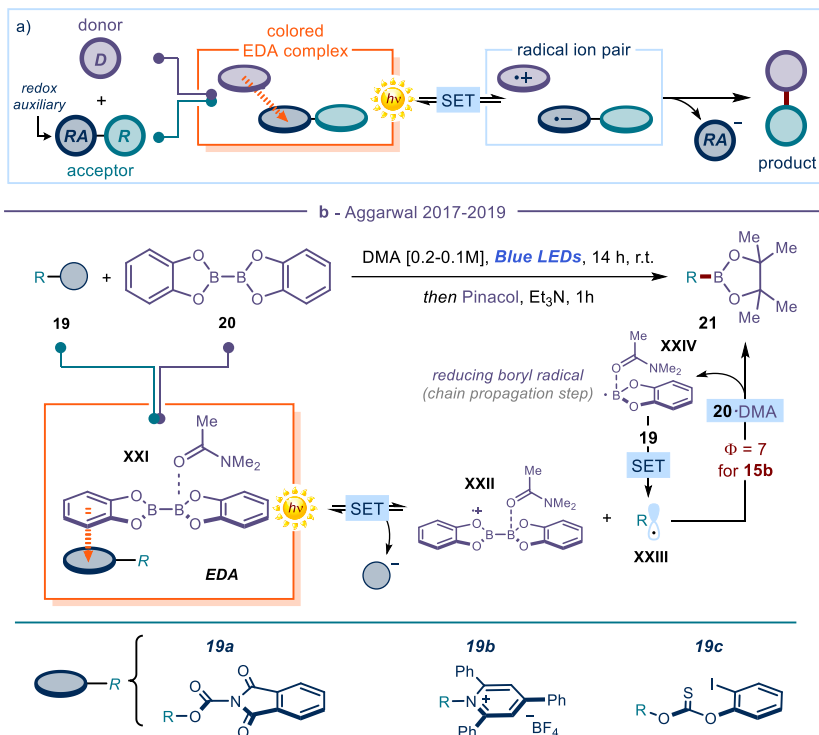 a)
donor
D
+
redox
auxiliary
RA
R
acceptor
colored
EDA complex
hν
SET
radical ion pair
•+
•–
RA–
product
b - Aggarwal 2017-2019
R
+
19
O
O
B
B
O
O
20
DMA [0.2-0.1M], Blue LEDs, 14 h, r.t.
then Pinacol, Et3N, 1h
R
B
O
O
Me
Me
Me
Me
21
XXI
Me
O
NMe2
O
O
B
B
O
O
R
EDA
hν
SET
–
XXII
Me
O
NMe2
•+
O
O
B
B
O
O
+
reducing boryl radical
(chain propagation step)
XXIV
Me
O
NMe2
•
B
O
O
19
SET
R
•
XXIII
20·DMA
Φ = 7
for 15b
R
19a
R
O
O
O
N
O
O
19b
R
N
+
Ph
Ph
Ph
–
BF4
19c
R
O
S
O
I